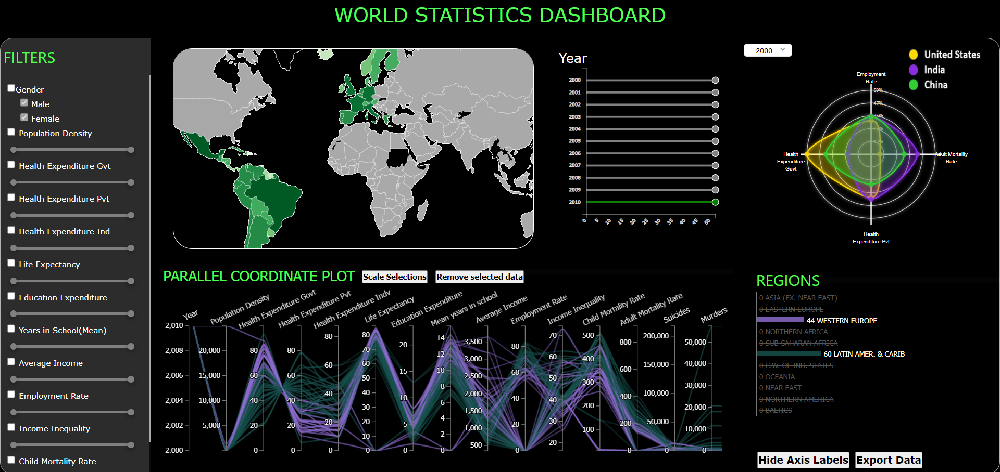 WORLD STATISTICS DASHBOARD
FILTERS
Gender
Male
Female
Population Density
Health Expenditure Gvt
Health Expenditure Pvt
Health Expenditure Ind
Life Expectancy
Education Expenditure
Years in School(Mean)
Average Income
Employment Rate
Income Inequality
Child Mortality Rate
Year
2000
2001
2002
2003
2004
2005
2006
2007
2008
2009
2010
0 5 10 15 20 25 30 35 40 45 50
2000
United States
India
China
Employment
Rate
59%
47%
35%
23%
12%
Health
Expenditure
Govt
Adult Mortality
Rate
Health
Expenditure Pvt
PARALLEL COORDINATE PLOT
Scale Selections
Remove selected data
Year
2,010
2,008
2,006
2,004
2,002
2,000
Population Density
20,000
15,000
10,000
5,000
0
Health Expenditure Govt
80
60
40
20
0
Health Expenditure Pvt
80
60
40
20
0
Health Expenditure Indv
80
60
40
20
0
Life Expectancy
80
70
60
50
40
30
20
10
0
Education Expenditure
20
15
10
5
0
Mean years in school
14
12
10
8
6
4
2
0
Average Income
3,500
3,000
2,500
2,000
1,500
1,000
500
Employment Rate
80
60
40
20
0
Income Inequality
70
60
50
40
30
20
Child Mortality Rate
500
400
300
200
100
Adult Mortality Rate
800
600
400
200
0
Suicides
200,000
150,000
100,000
50,000
0
Murders
50,000
40,000
30,000
20,000
10,000
0
REGIONS
0 ASIA (EX. NEAR EAST)
0 EASTERN EUROPE
44 WESTERN EUROPE
0 NORTHERN AFRICA
0 SUB SAHARAN AFRICA
60 LATIN AMER. & CARIB
0 C.W. OF IND. STATES
0 OCEANIA
0 NEAR EAST
0 NORTHERN AMERICA
0 BALTICS
Hide Axis Labels
Export Data